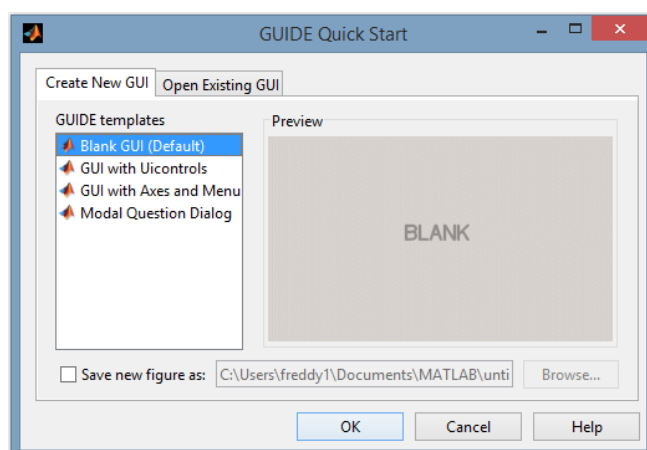 GUIDE Quick Start
Create New GUI
Open Existing GUI
GUIDE templates
Blank GUI (Default)
GUI with Uicontrols
GUI with Axes and Menu
Modal Question Dialog
Preview
BLANK
Save new figure as:
C:\Users\freddy1\Documents\MATLAB\unti
Browse...
OK
Cancel
Help